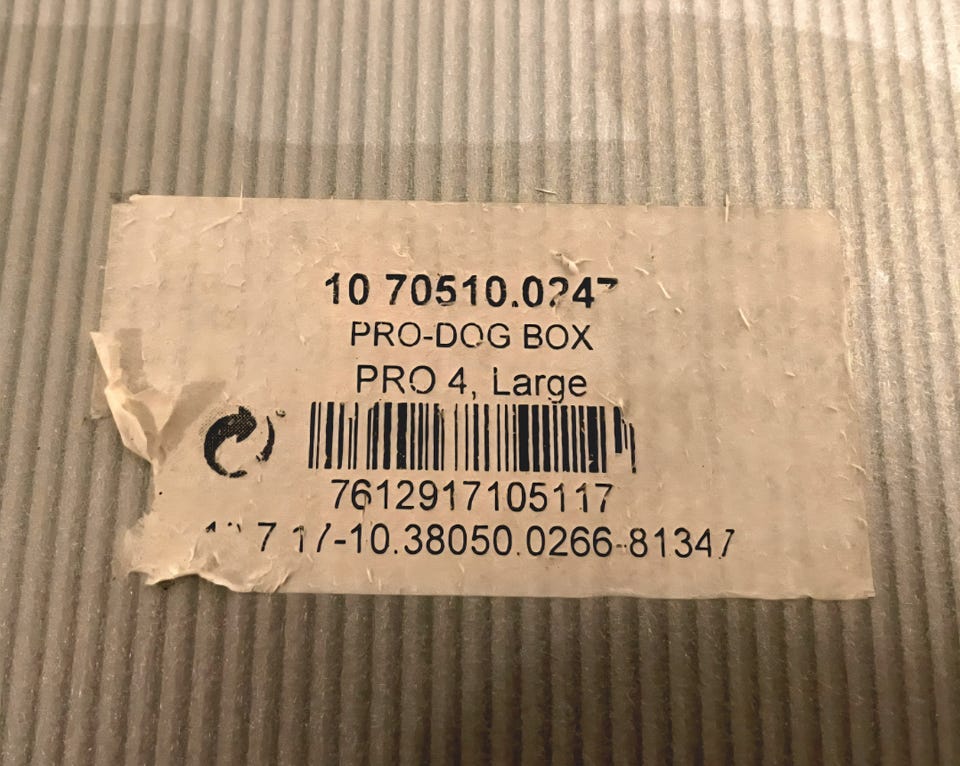 10 70510.0247
PRO-DOG BOX
PRO 4, Large
7612917105117
7 17-10.38050.0266-81347